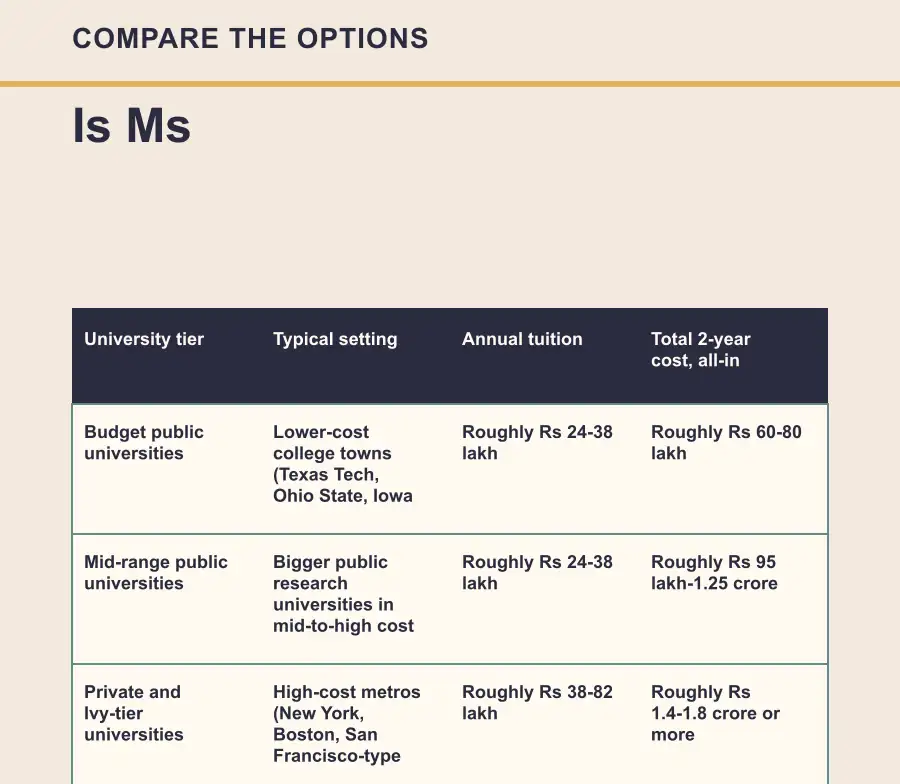 COMPARE THE OPTIONS
Is Ms
University tier
Typical setting
Annual tuition
Total 2-year
cost, all-in
Budget public
universities
Lower-cost
college towns
(Texas Tech,
Ohio State, Iowa
Roughly Rs 24-38
lakh
Roughly Rs 60-80
lakh
Mid-range public
universities
Bigger public
research
universities in
mid-to-high cost
Roughly Rs 24-38
lakh
Roughly Rs 95
lakh-1.25 crore
Private and
Ivy-tier
universities
High-cost metros
(New York,
Boston, San
Francisco-type
Roughly Rs 38-82
lakh
Roughly Rs
1.4-1.8 crore or
more